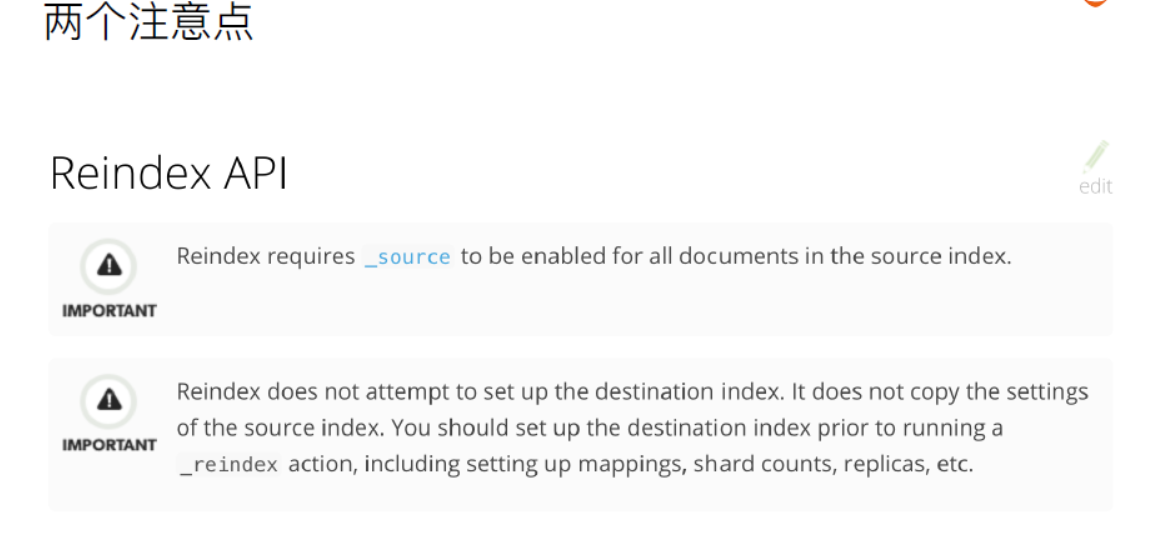 两个注意点
Reindex API
edit
Reindex requires _source to be enabled for all documents in the source index.
IMPORTANT
Reindex does not attempt to set up the destination index. It does not copy the settings
of the source index. You should set up the destination index prior to running a
IMPORTANT
_reindex action, including setting up mappings, shard counts, replicas, etc.